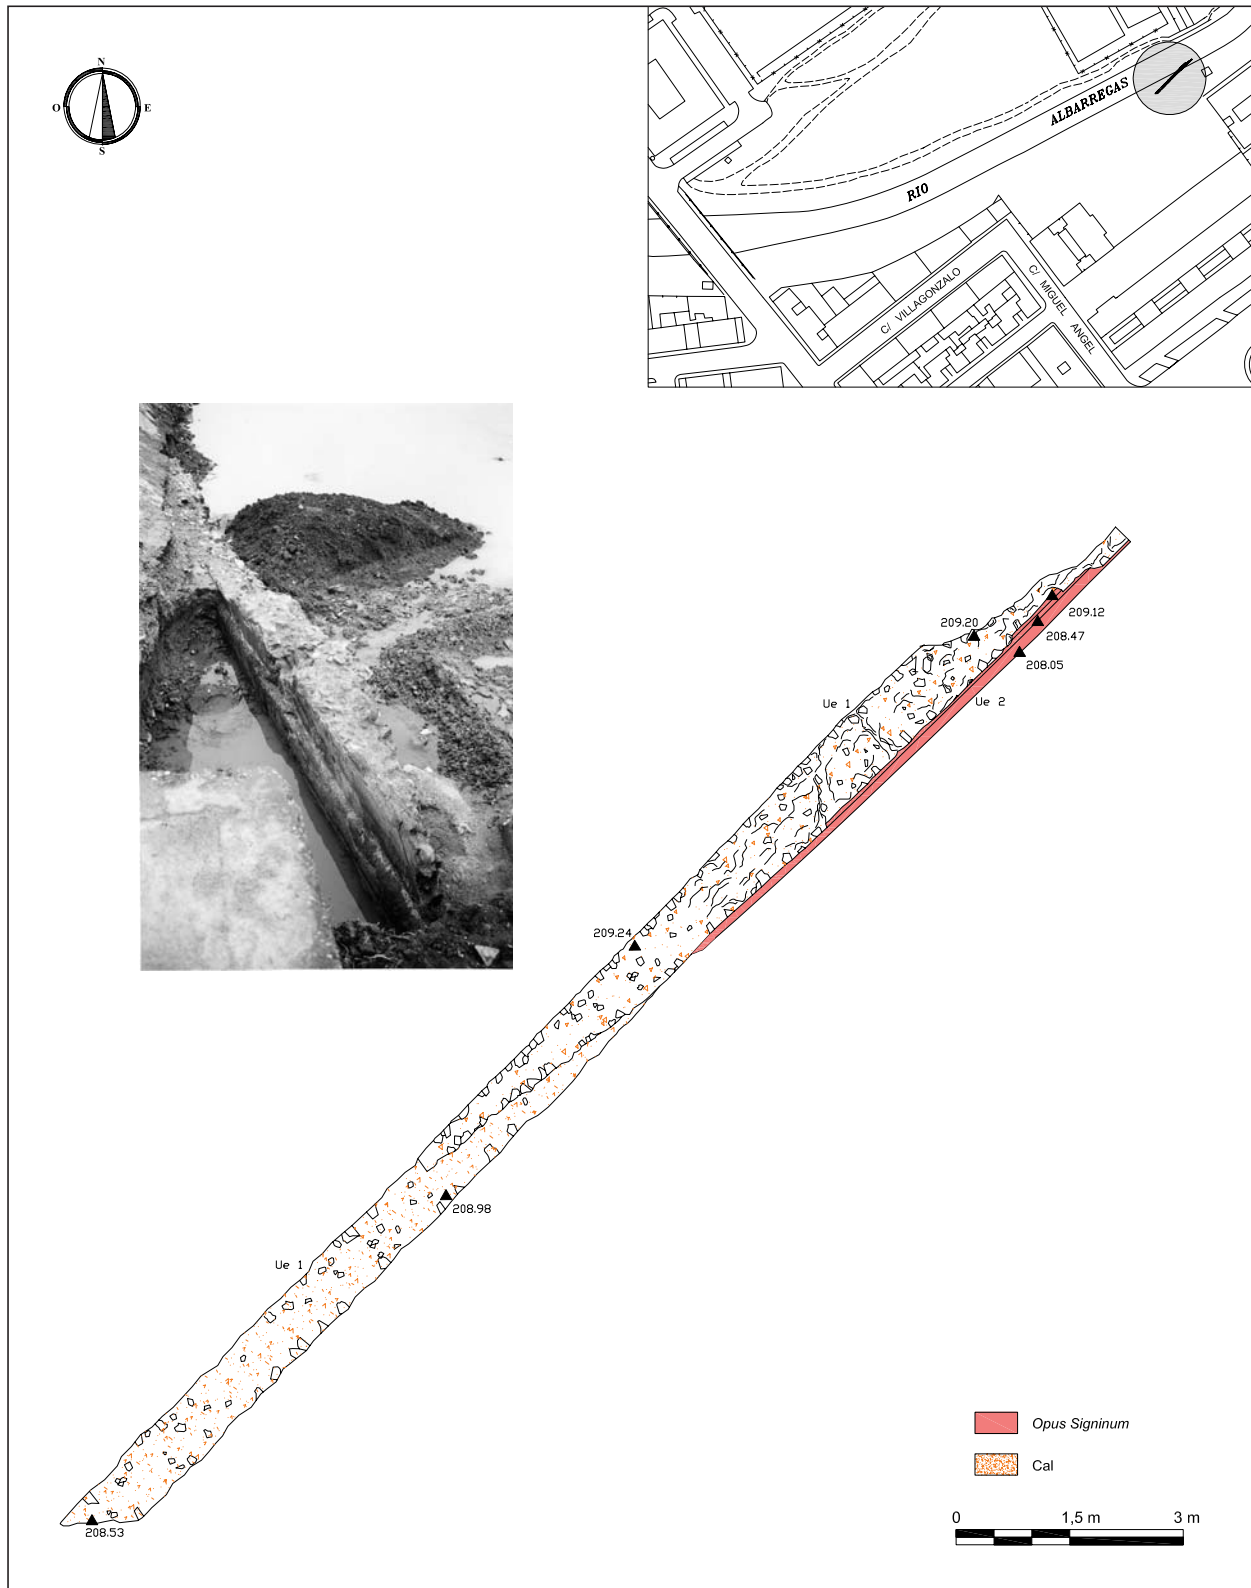 N
O
E
S
RIO
ALBARREGAS
C/ VILLAGONZALO
C/ MIGUEL ANGEL
209.20
209.12
208.47
208.05
Ue 1
Ue 2
209.24
208.98
Ue 1
208.53
Opus Signinum
Cal
0 1,5 m 3 m